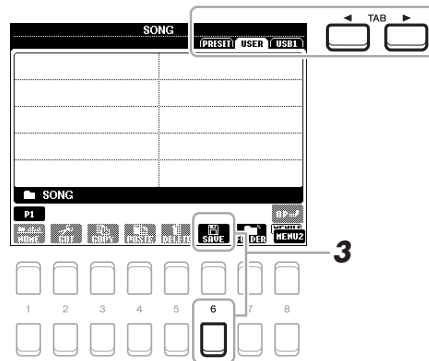 ◄ TAB ►
SONG
PRESET USER USB1
SONG
P1
UP
NAME CUT COPY PASTE DELETE SAVE FOLDER MENU2
3
1 2 3 4 5 6 7 8